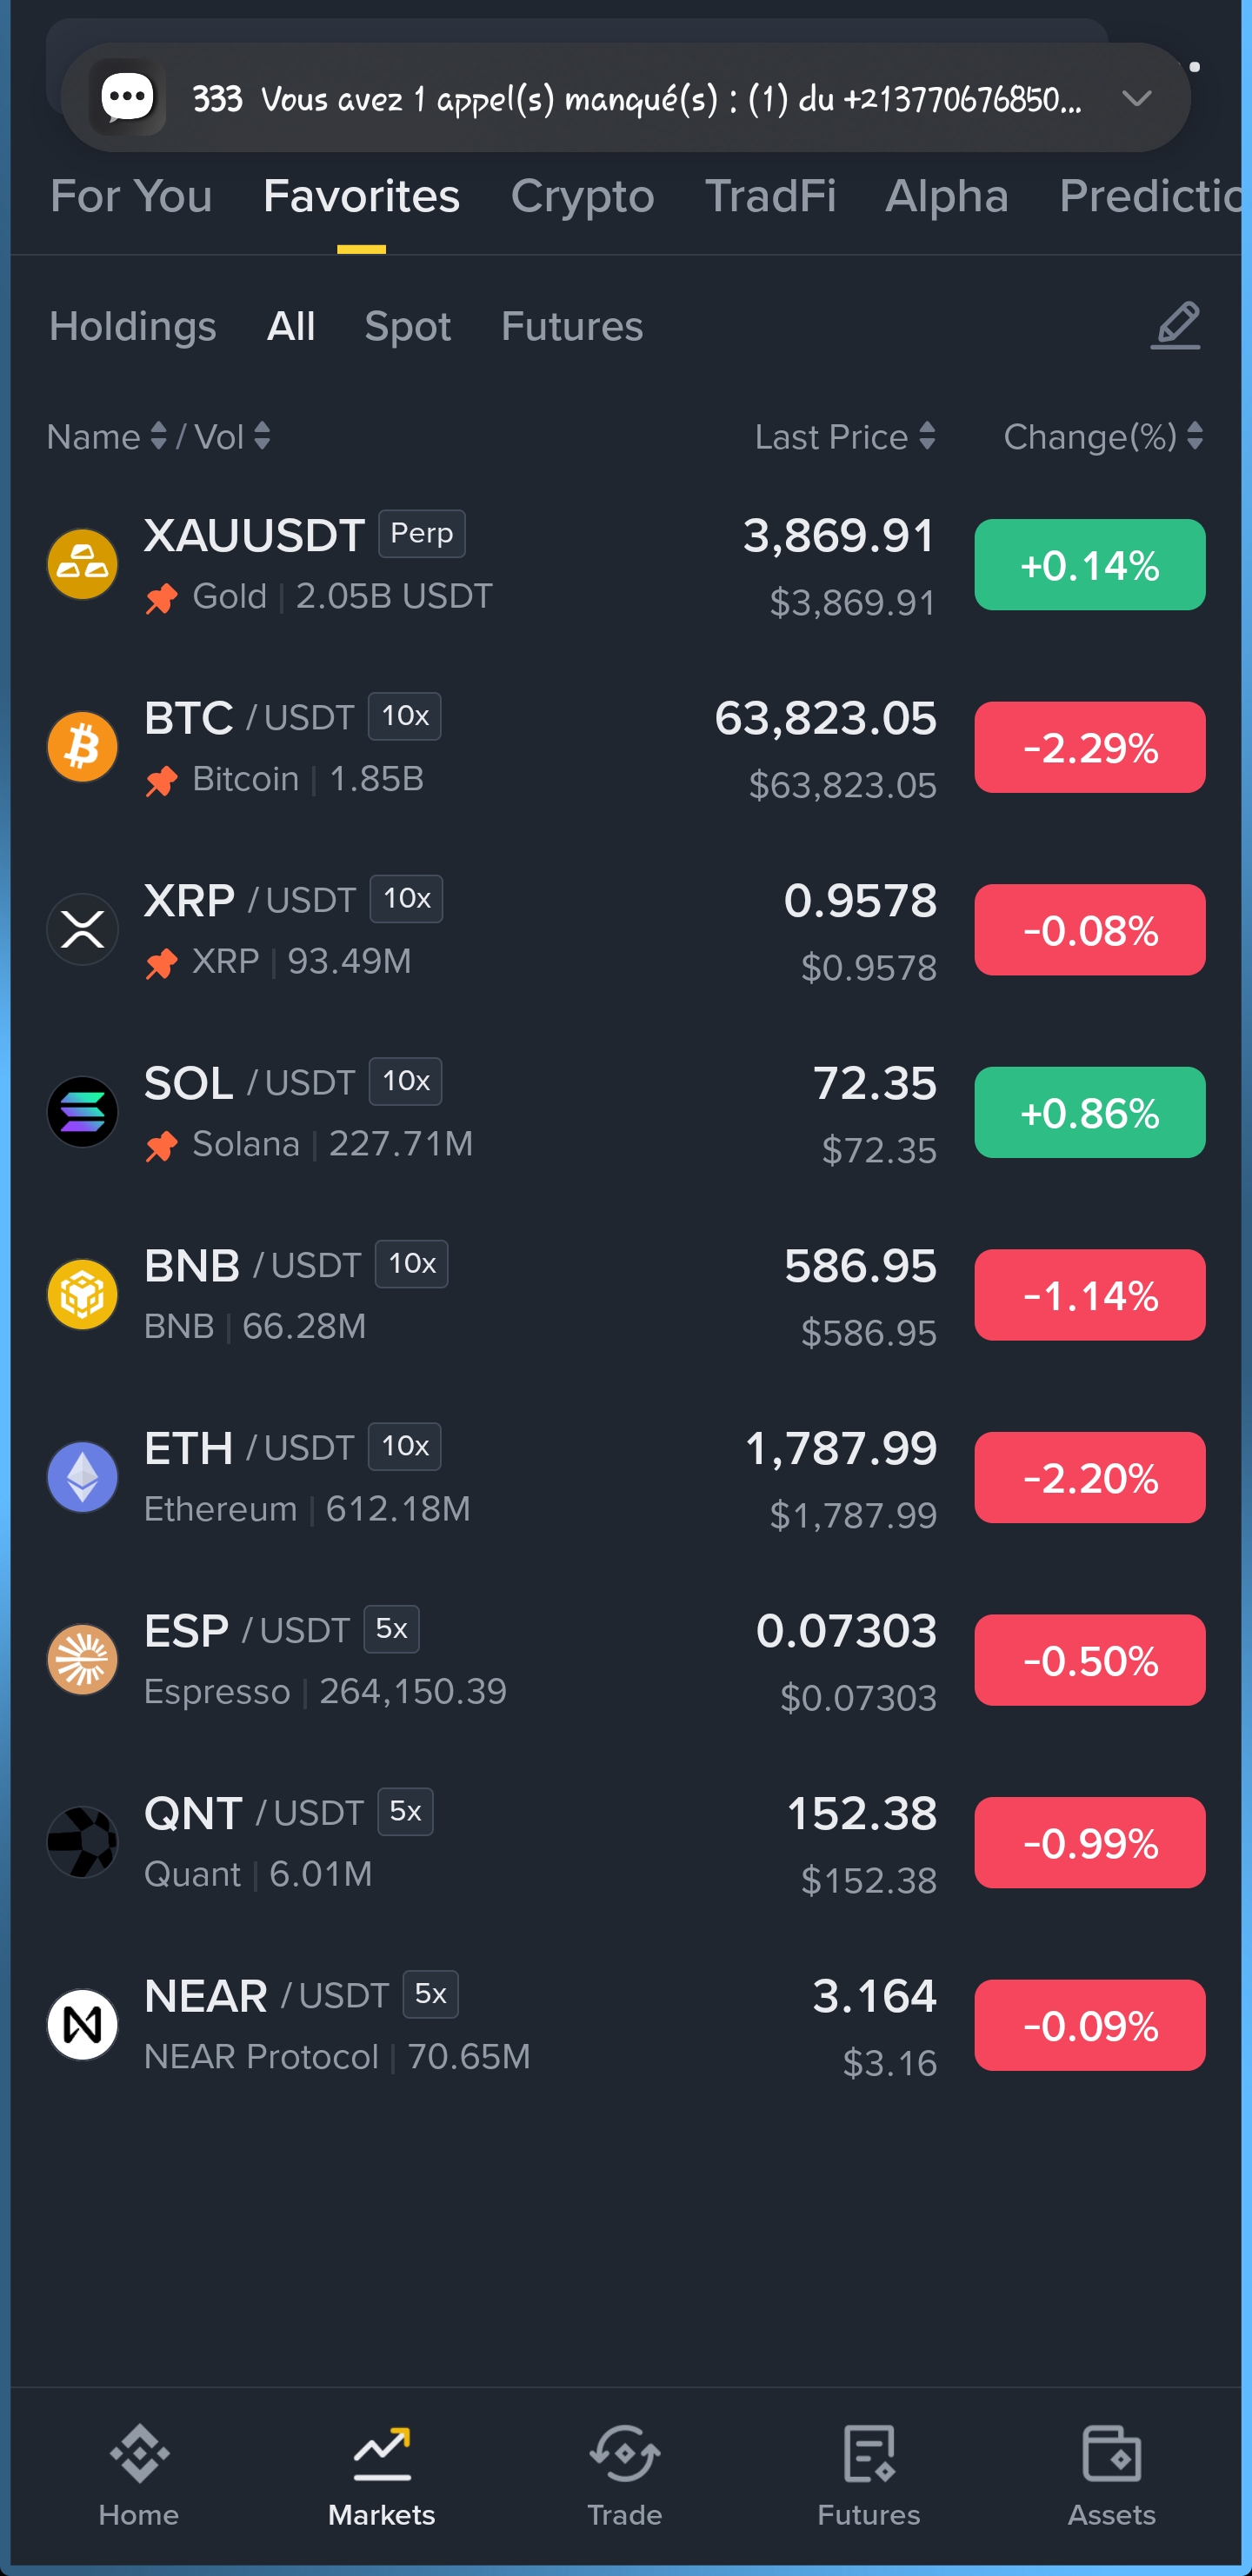 333 Vous avez 1 appel(s) manqué(s) : (1) du +213770676850...
For You Favorites Crypto TradFi Alpha Predictic
Holdings All Spot Futures
Name / Vol Last Price Change(%)
XAUUSDT Perp 3,869.91 +0.14%
Gold | 2.05B USDT $3,869.91
BTC / USDT 10x 63,823.05 -2.29%
Bitcoin | 1.85B $63,823.05
XRP / USDT 10x 0.9578 -0.08%
XRP | 93.49M $0.9578
SOL / USDT 10x 72.35 +0.86%
Solana | 227.71M $72.35
BNB / USDT 10x 586.95 -1.14%
BNB | 66.28M $586.95
ETH / USDT 10x 1,787.99 -2.20%
Ethereum | 612.18M $1,787.99
ESP / USDT 5x 0.07303 -0.50%
Espresso | 264,150.39 $0.07303
QNT / USDT 5x 152.38 -0.99%
Quant | 6.01M $152.38
NEAR / USDT 5x 3.164 -0.09%
NEAR Protocol | 70.65M $3.16
Home Markets Trade Futures Assets